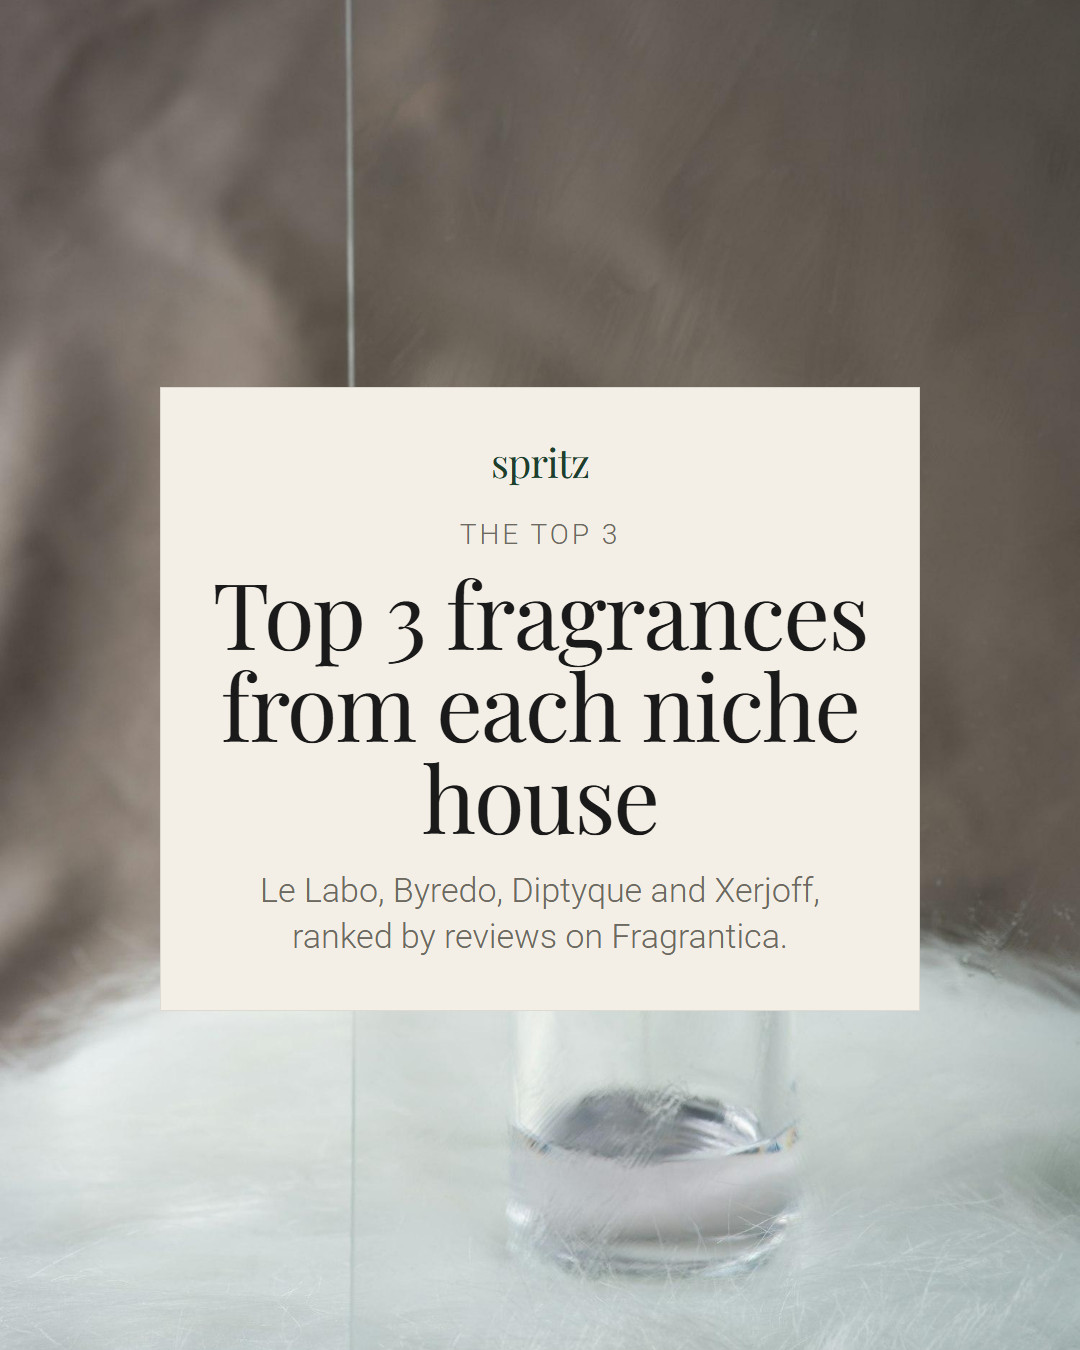 spritz
THE TOP 3
Top 3 fragrances
from each niche
house
Le Labo, Byredo, Diptyque and Xerjoff,
ranked by reviews on Fragrantica.